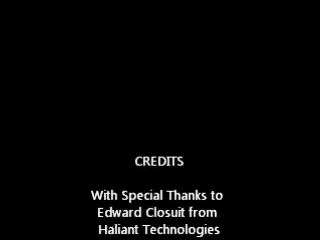 CREDITS
With Special Thanks to
Edward Closuit from
Haliant Technologies